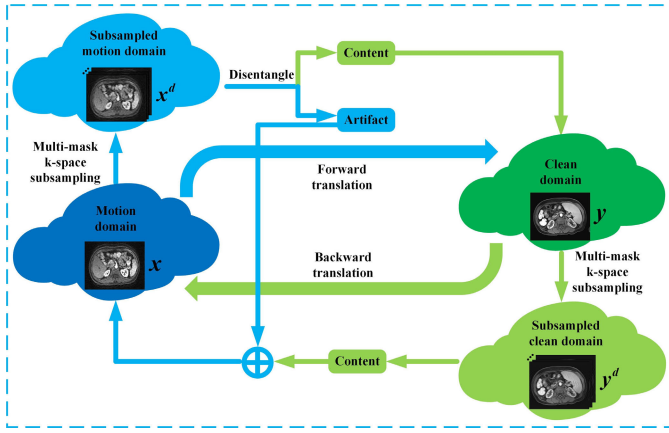 Subsampled
motion domain
x^d
Disentangle
Content
Artifact
Multi-mask
k-space
subsampling
Forward
translation
Clean
domain
y
Motion
domain
x
Backward
translation
Multi-mask
k-space
subsampling
Subsampled
clean domain
y^d
Content